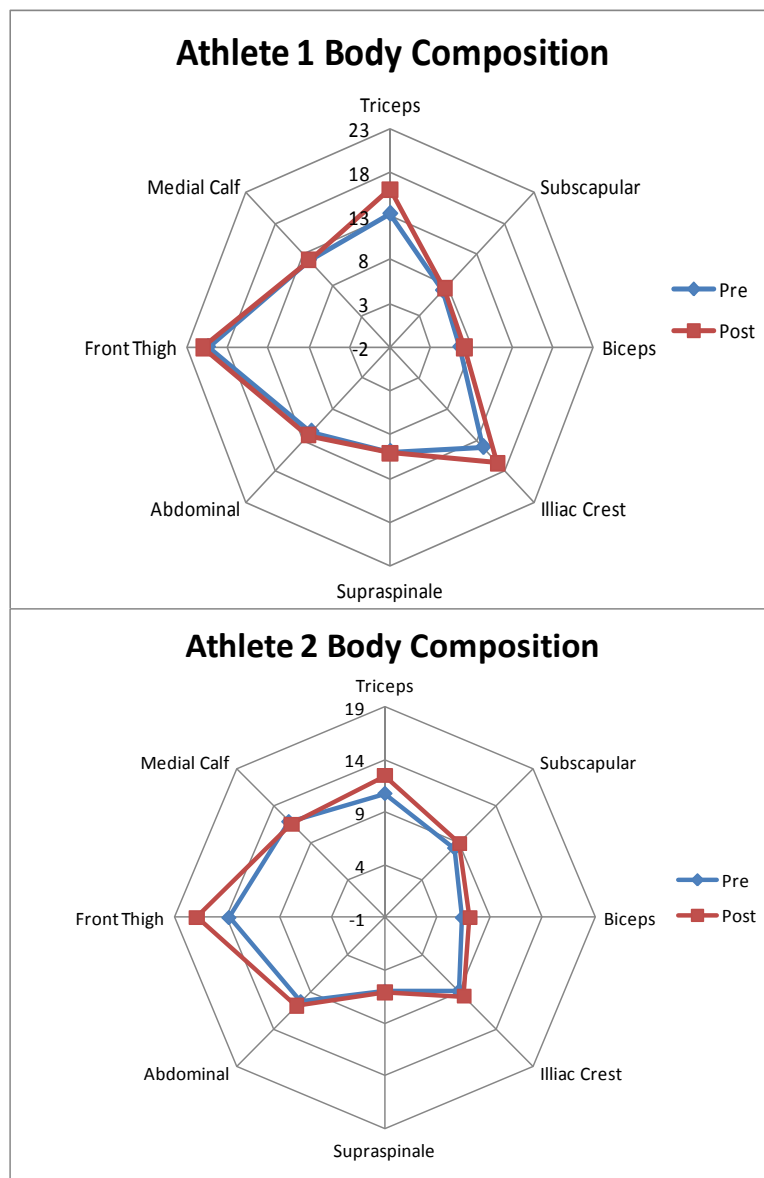 Athlete 1 Body Composition
Triceps
23
Medial Calf
18
Subscapular
13
8
Pre
3
Post
Front Thigh
-2
Biceps
Abdominal
Illiac Crest
Supraspinale
Athlete 2 Body Composition
Triceps
19
Medial Calf
14
Subscapular
9
4
Pre
Front Thigh
-1
Biceps
Post
Abdominal
Illiac Crest
Supraspinale